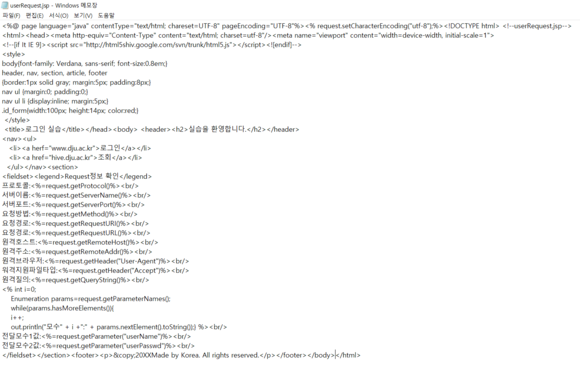 userRequest.jsp - Windows 메모장
파일(F) 편집(E) 서식(O) 보기(V) 도움말
<%@ page language="java" contentType="text/html; chareset=UTF-8" pageEncoding="UTF-8"%><% request.setCharacterEncoding("utf-8");%><!DOCTYPE html> <!--userRequest.jsp-->
<html><head><meta http-equiv="Content-Type" content="text/html; charset=utf-8"/><meta name="viewport" content="width=device-width, initial-scale=1">
<!--[if lt IE 9]><script src="http://html5shiv.google.com/svn/trunk/html5.js"></script><![endif]-->
<style>
body{font-family: Verdana, sans-serif; font-size:0.8em;}
header, nav, section, article, footer
{border:1px solid gray; margin:5px; padding:8px;}
nav ul {margin:0; padding:0;}
nav ul li {display:inline; margin:5px;}
.id_form{width:100px; height:14px; color:red;}
</style>
<title>로그인 실습</title></head><body> <header><h2>실습을 환영합니다.</h2></header>
<nav><ul>
<li><a herf="www.dju.ac.kr">로그인</a></li>
<li><a href="hive.dju.ac.kr">조회</a></li>
</ul></nav><section>
<fieldset><legend>Request정보 확인</legend>
프로토콜:<%=request.getProtocol()%><br/>
서버이름:<%=request.getServerName()%><br/>
서버포트:<%=request.getServerPort()%><br/>
요청방법:<%=request.getMethod()%><br/>
요청경로:<%=request.getRequestURI()%><br/>
요청경로:<%=request.getRequestURL()%><br/>
원격호스트:<%=request.getRemoteHost()%><br/>
원격주소:<%=request.getRemoteAddr()%><br/>
원격브라우저:<%=request.getHeader("User-Agent")%><br/>
워격지원파일타입:<%=request.getHeader("Accept")%><br/>
원격질의:<%=request.getQueryString()%><br/>
<% int i=0;
Enumeration params=request.getParameterNames();
while(params.hasMoreElements()){
i++;
out.println("모수" + i +":" + params.nextElement().toString();} %><br/>
전달모수1값:<%=request.getParameter("userName")%><br/>
전달모수2값:<%=request.getParameter("userPasswd")%><br/>
</fieldset></section><footer><p>&copy;20XXMade by Korea. All rights reserved.</p></footer></body></html>